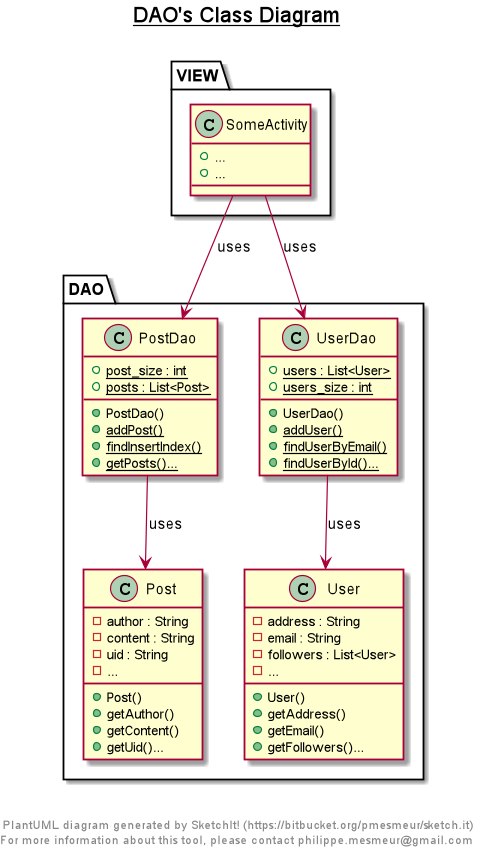 DAO's Class Diagram
VIEW
C SomeActivity
...
...
uses
uses
DAO
C PostDao
post_size : int
posts : List<Post>
PostDao()
addPost()
findInsertIndex()
getPosts()...
C UserDao
users : List<User>
users_size : int
UserDao()
addUser()
findUserByEmail()
findUserById()...
uses
uses
C Post
author : String
content : String
uid : String
...
Post()
getAuthor()
getContent()
getUid()...
C User
address : String
email : String
followers : List<User>
...
User()
getAddress()
getEmail()
getFollowers()...
PlantUML diagram generated by SketchIt! (https://bitbucket.org/pmesmeur/sketch.it)
For more information about this tool, please contact philippe.mesmeur@gmail.com